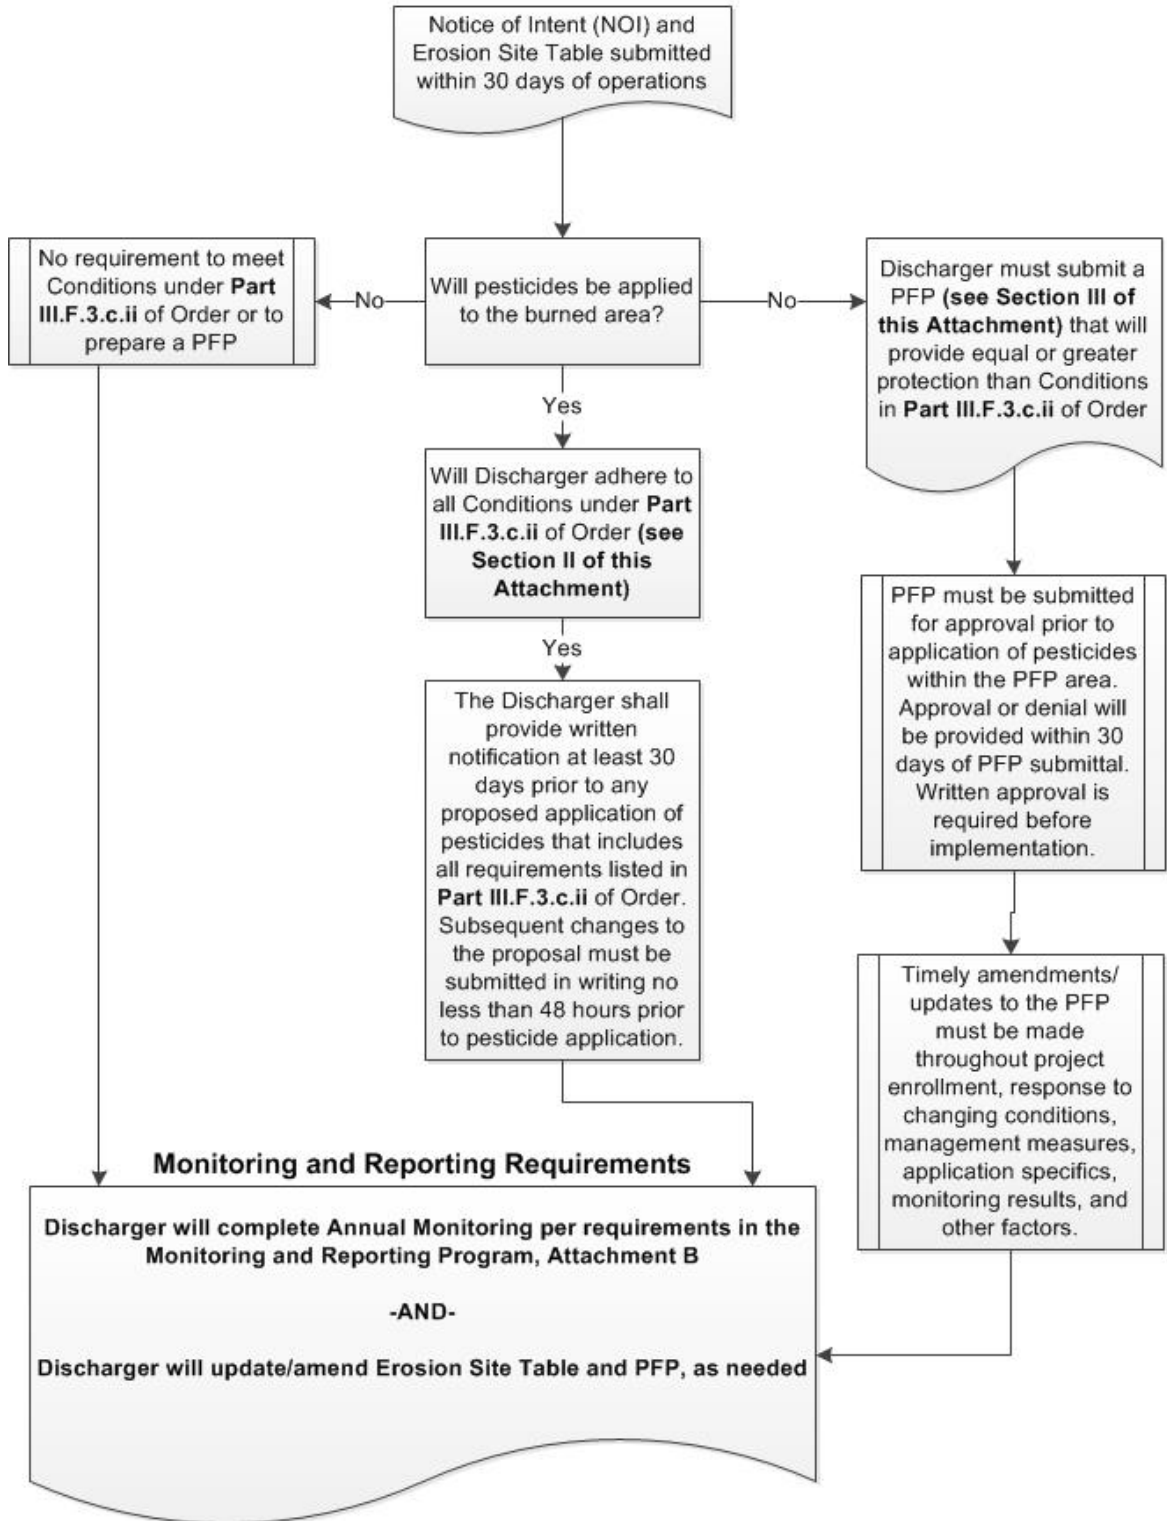 Notice of Intent (NOI) and
Erosion Site Table submitted
within 30 days of operations
No requirement to meet
Conditions under Part
III.F.3.c.ii of Order or to
prepare a PFP
No
Will pesticides be applied
to the burned area?
No
Discharger must submit a
PFP (see Section III of
this Attachment) that will
provide equal or greater
protection than Conditions
in Part III.F.3.c.ii of Order
Yes
Will Discharger adhere to
all Conditions under Part
III.F.3.c.ii of Order (see
Section II of this
Attachment)
Yes
The Discharger shall
provide written
notification at least 30
days prior to any
proposed application of
pesticides that includes
all requirements listed in
Part III.F.3.c.ii of Order.
Subsequent changes to
the proposal must be
submitted in writing no
less than 48 hours prior
to pesticide application.
PFP must be submitted
for approval prior to
application of pesticides
within the PFP area.
Approval or denial will
be provided within 30
days of PFP submittal.
Written approval is
required before
implementation.
Timely amendments/
updates to the PFP
must be made
throughout project
enrollment, response to
changing conditions,
management measures,
application specifics,
monitoring results, and
other factors.
Monitoring and Reporting Requirements
Discharger will complete Annual Monitoring per requirements in the
Monitoring and Reporting Program, Attachment B
-AND-
Discharger will update/amend Erosion Site Table and PFP, as needed